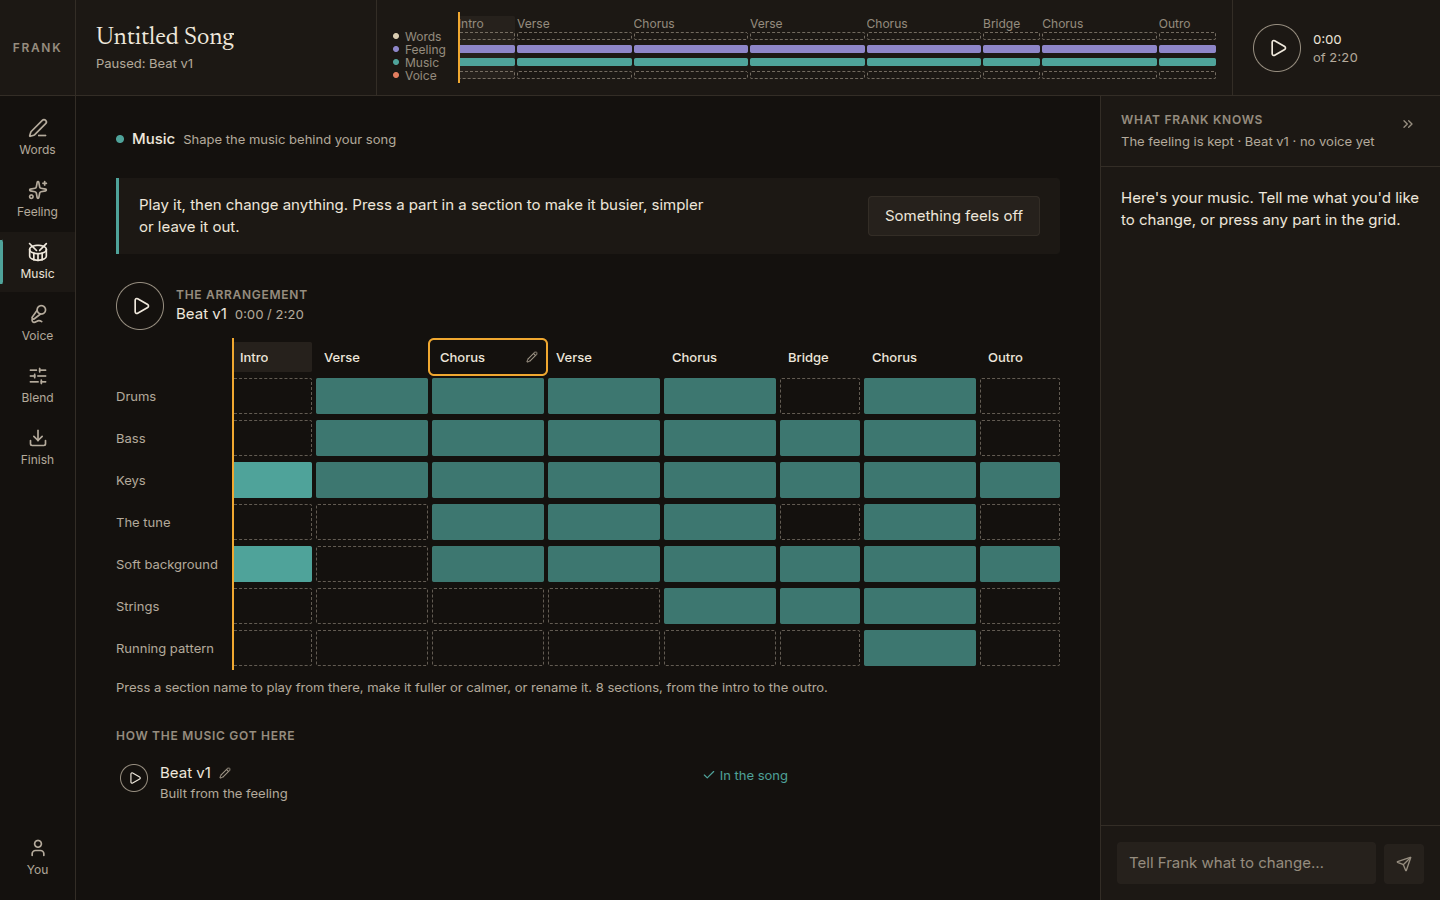 FRANK
Untitled Song
Paused: Beat v1
Intro Verse Chorus Verse Chorus Bridge Chorus Outro
Words
Feeling
Music
Voice
0:00
of 2:20
Words
Feeling
Music
Voice
Blend
Finish
You
Music Shape the music behind your song
Play it, then change anything. Press a part in a section to make it busier, simpler
or leave it out.
Something feels off
THE ARRANGEMENT
Beat v1 0:00 / 2:20
Intro Verse Chorus Verse Chorus Bridge Chorus Outro
Drums
Bass
Keys
The tune
Soft background
Strings
Running pattern
Press a section name to play from there, make it fuller or calmer, or rename it. 8 sections, from the intro to the outro.
HOW THE MUSIC GOT HERE
Beat v1
Built from the feeling
In the song
WHAT FRANK KNOWS
The feeling is kept · Beat v1 · no voice yet
Here's your music. Tell me what you'd like
to change, or press any part in the grid.
Tell Frank what to change...